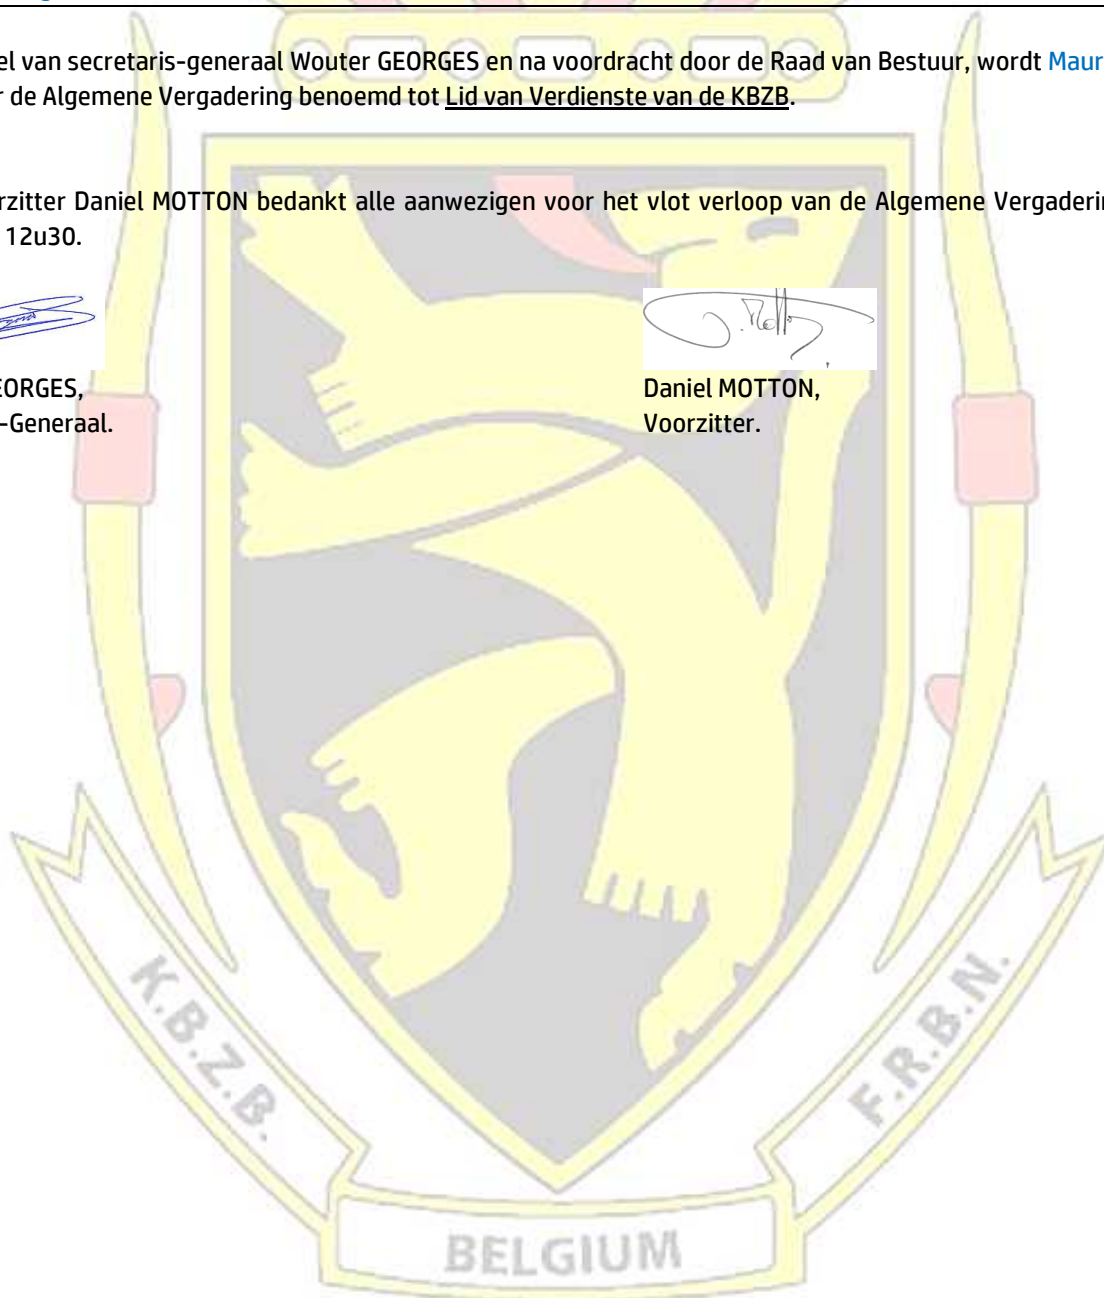 el van secretaris-generaal Wouter GEORGES en na voordracht door de Raad van Bestuur, wordt Maur
r de Algemene Vergadering benoemd tot Lid van Verdienste van de KBZB.
rzitter Daniel MOTTON bedankt alle aanwezigen voor het vlot verloop van de Algemene Vergaderin
12u30.
EORGES,
-Generaal.
Daniel MOTTON,
Voorzitter.
K.B.Z.B.
F.R.B.N.
BELGIUM